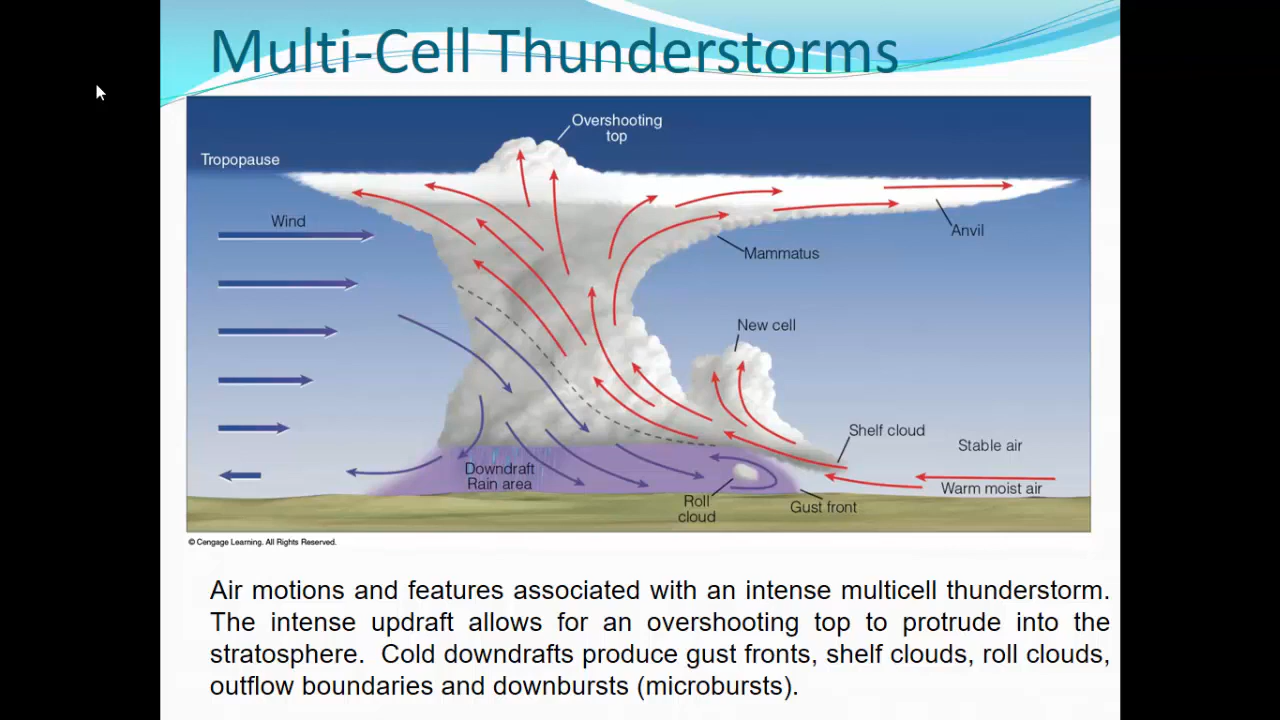 Multi-Cell Thunderstorms
Overshooting
top
Tropopause
Wind
Anvil
Mammatus
New cell
Shelf cloud
Stable air
Downdraft
Rain area
Warm moist air
Roll
cloud
Gust front
© Cengage Learning. All Rights Reserved.
Air motions and features associated with an intense multicell thunderstorm.
The intense updraft allows for an overshooting top to protrude into the
stratosphere. Cold downdrafts produce gust fronts, shelf clouds, roll clouds,
outflow boundaries and downbursts (microbursts).